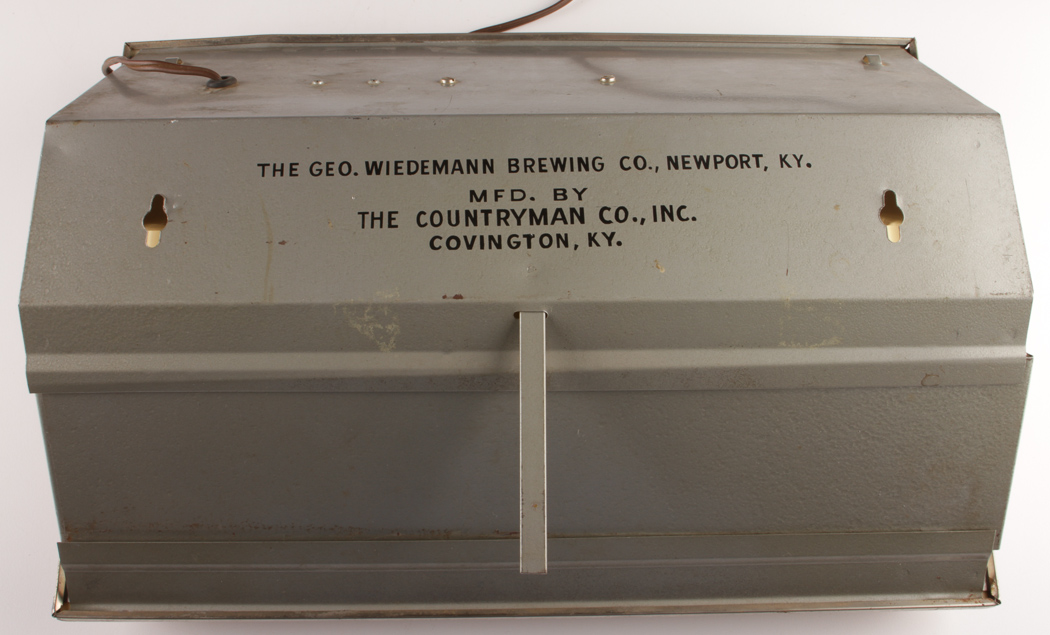 THE GEO. WIEDEMANN BREWING CO., NEWPORT, KY.
MFD. BY
THE COUNTRYMAN CO., INC.
COVINGTON, KY.